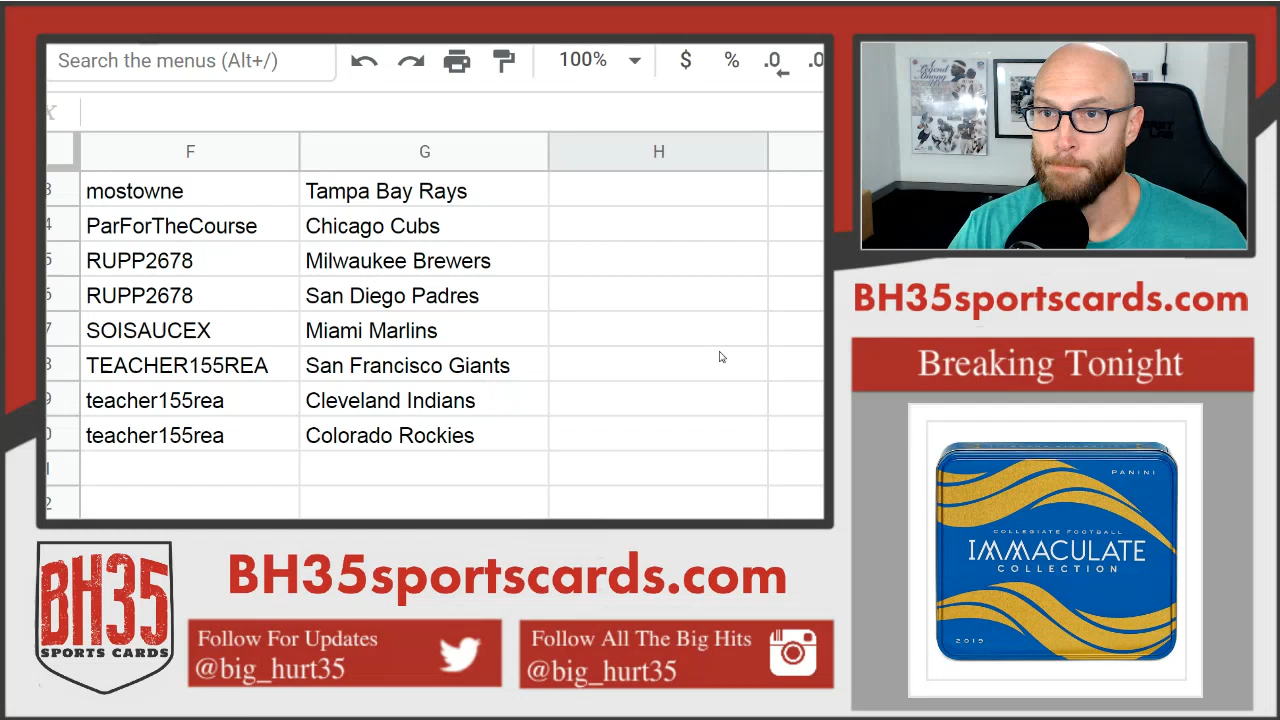 Search the menus (Alt+/)
100%
$ % .0 .0
F G H
mostowne Tampa Bay Rays
ParForTheCourse Chicago Cubs
RUPP2678 Milwaukee Brewers
RUPP2678 San Diego Padres
SOISAUCEX Miami Marlins
TEACHER155REA San Francisco Giants
teacher155rea Cleveland Indians
teacher155rea Colorado Rockies
BH35sportscards.com
Breaking Tonight
PANINI
COLLEGIATE FOOTBALL
IMMACULATE
COLLECTION
2019
BH35
SPORTS CARDS
BH35sportscards.com
Follow For Updates
@big_hurt35
Follow All The Big Hits
@big_hurt35